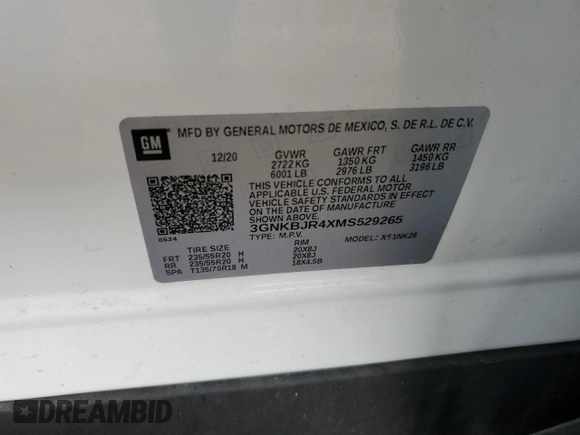 GM
MFD BY GENERAL MOTORS DE MEXICO, S. DE R.L. DE C.V.
12/20 GVWR GAWR FRT GAWR RR
2722 KG 1350 KG 1450 KG
6001 LB 2976 LB 3196 LB
THIS VEHICLE CONFORMS TO ALL
APPLICABLE U.S. FEDERAL MOTOR
VEHICLE SAFETY STANDARDS IN EFFECT
ON THE DATE OF MANUFACTURE
SHOWN ABOVE.
3GNKBJR4XMS529265
TYPE: M.P.V. MODEL: X51NK26
0624
TIRE SIZE RIM
FRT 235/55R20 H 20X8J
RR 235/55R20 H 20X8J
SPA T135/70R18 M 18X4.5B
DREAMBID